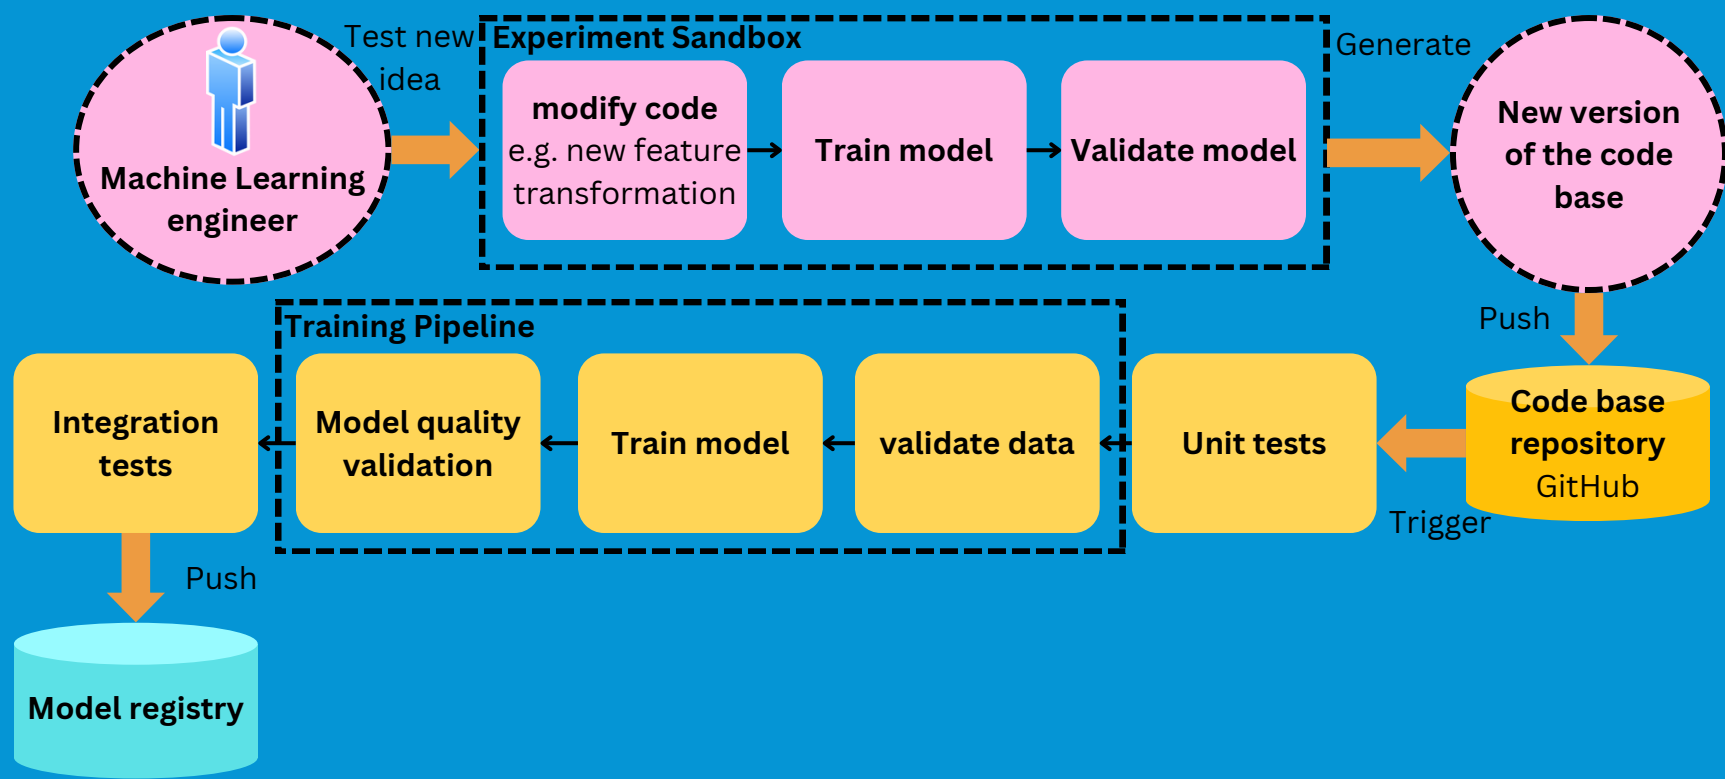 Test new
idea
Machine Learning
engineer
Experiment Sandbox
modify code
e.g. new feature
transformation
Train model
Validate model
Generate
New version
of the code
base
Push
Code base
repository
GitHub
Trigger
Unit tests
Training Pipeline
validate data
Train model
Model quality
validation
Integration
tests
Push
Model registry